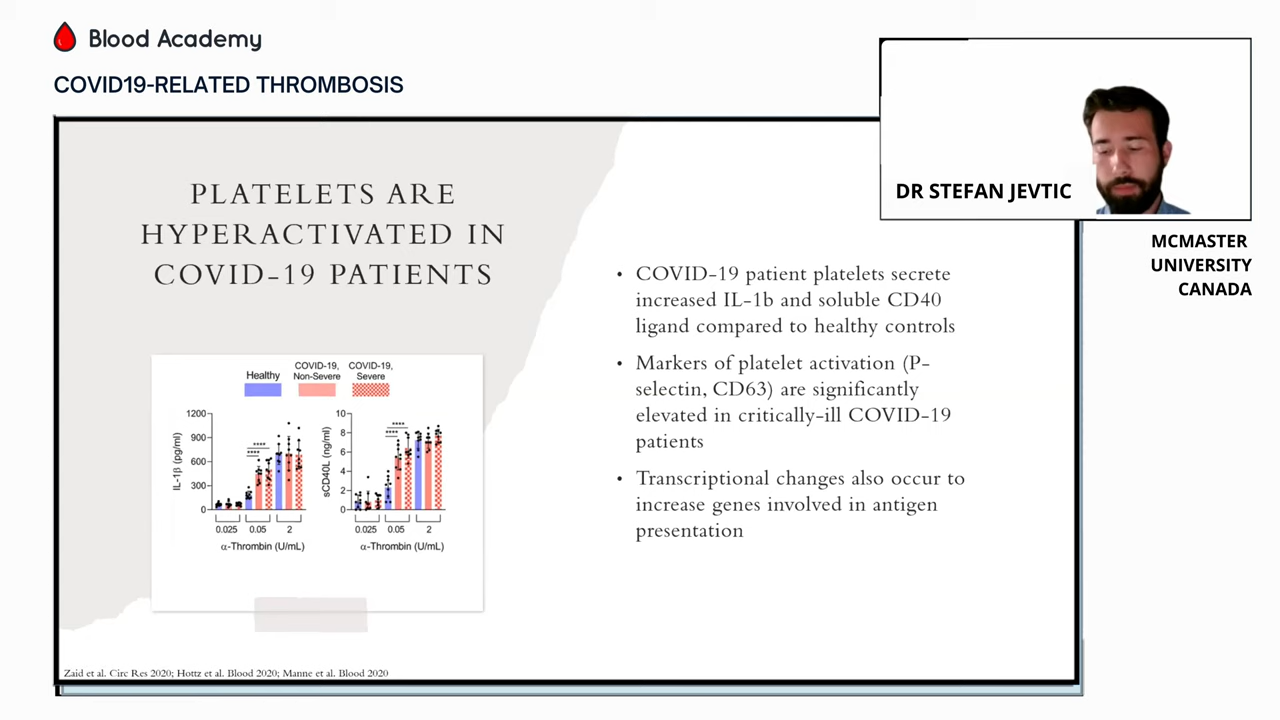 Blood Academy
COVID19-RELATED THROMBOSIS
DR STEFAN JEVTIC
MCMASTER
UNIVERSITY
CANADA
PLATELETS ARE
HYPERACTIVATED IN
COVID-19 PATIENTS
Healthy
COVID-19,
Non-Severe
COVID-19,
Severe
IL-1β (pg/ml)
1200
900
600
300
0
****
****
0.025 0.05 2
α-Thrombin (U/mL)
sCD40L (ng/ml)
10
8
6
4
2
0
****
****
0.025 0.05 2
α-Thrombin (U/mL)
• COVID-19 patient platelets secrete
increased IL-1b and soluble CD40
ligand compared to healthy controls
• Markers of platelet activation (P-
selectin, CD63) are significantly
elevated in critically-ill COVID-19
patients
• Transcriptional changes also occur to
increase genes involved in antigen
presentation
Zaid et al. Circ Res 2020; Hottz et al. Blood 2020; Manne et al. Blood 2020